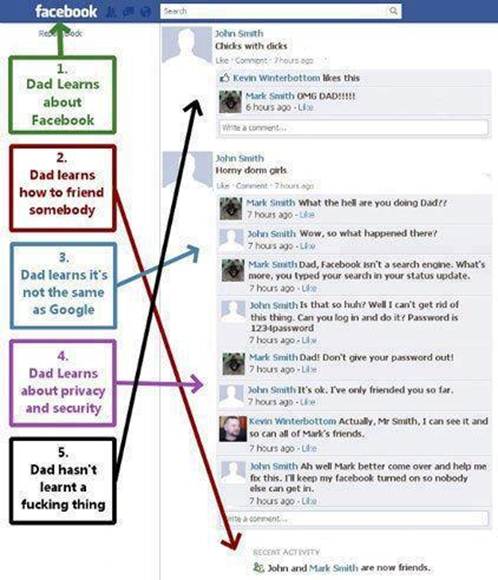 facebook
Search
1.
Dad Learns
about
Facebook
2.
Dad learns
how to friend
somebody
3.
Dad learns it's
not the same
as Google
4.
Dad Learns
about privacy
and security
5.
Dad hasn't
learnt a
fucking thing
John Smith
Chicks with dicks
Like · Comment · 7 hours ago
Kevin Winterbottom likes this
Mark Smith OMG DAD!!!!!
6 hours ago · Like
Write a comment...
John Smith
Horny dorm girls
Like · Comment · 7 hours ago
Mark Smith What the hell are you doing Dad??
7 hours ago · Like
John Smith Wow, so what happened there?
7 hours ago · Like
Mark Smith Dad, Facebook isn't a search engine. What's
more, you typed your search in your status update.
7 hours ago · Like
John Smith Is that so huh? Well I can't get rid of
this thing. Can you log in and do it? Password is
1234password
7 hours ago · Like
Mark Smith Dad! Don't give your password out!
7 hours ago · Like
John Smith It's ok. I've only friended you so far.
7 hours ago · Like
Kevin Winterbottom Actually, Mr Smith, I can see it and
so can all of Mark's friends.
7 hours ago · Like
John Smith Ah well Mark better come over and help me
fix this. I'll keep my facebook turned on so nobody
else can get in.
7 hours ago · Like
Write a comment...
RECENT ACTIVITY
John and Mark Smith are now friends.